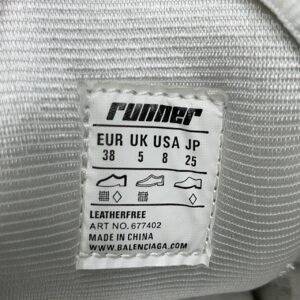 runner
EUR UK USA JP
38 5 8 25
LEATHERFREE
ART NO. 677402
MADE IN CHINA
WWW.BALENCIAGA.COM